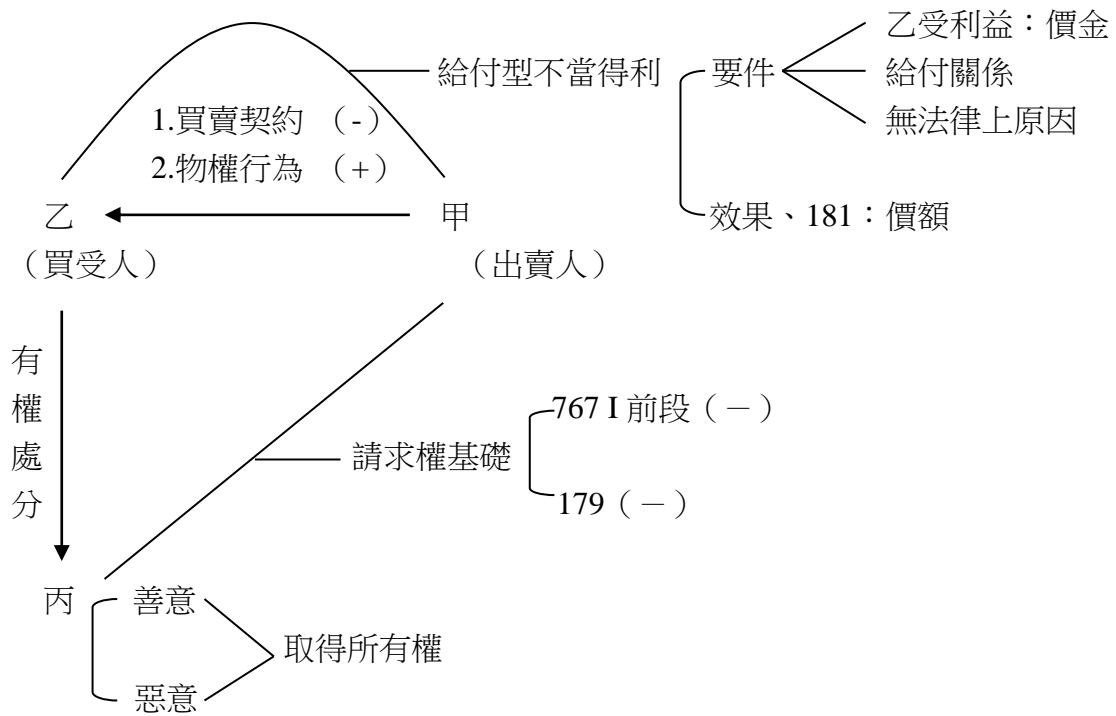 乙受利益：價金
給付型不當得利
要件
給付關係
無法律上原因
1.買賣契約 （-）
2.物權行為 （+）
乙
甲
效果、181：價額
（買受人）
（出賣人）
有權處分
767 I 前段（－）
請求權基礎
179（－）
丙
善意
取得所有權
惡意